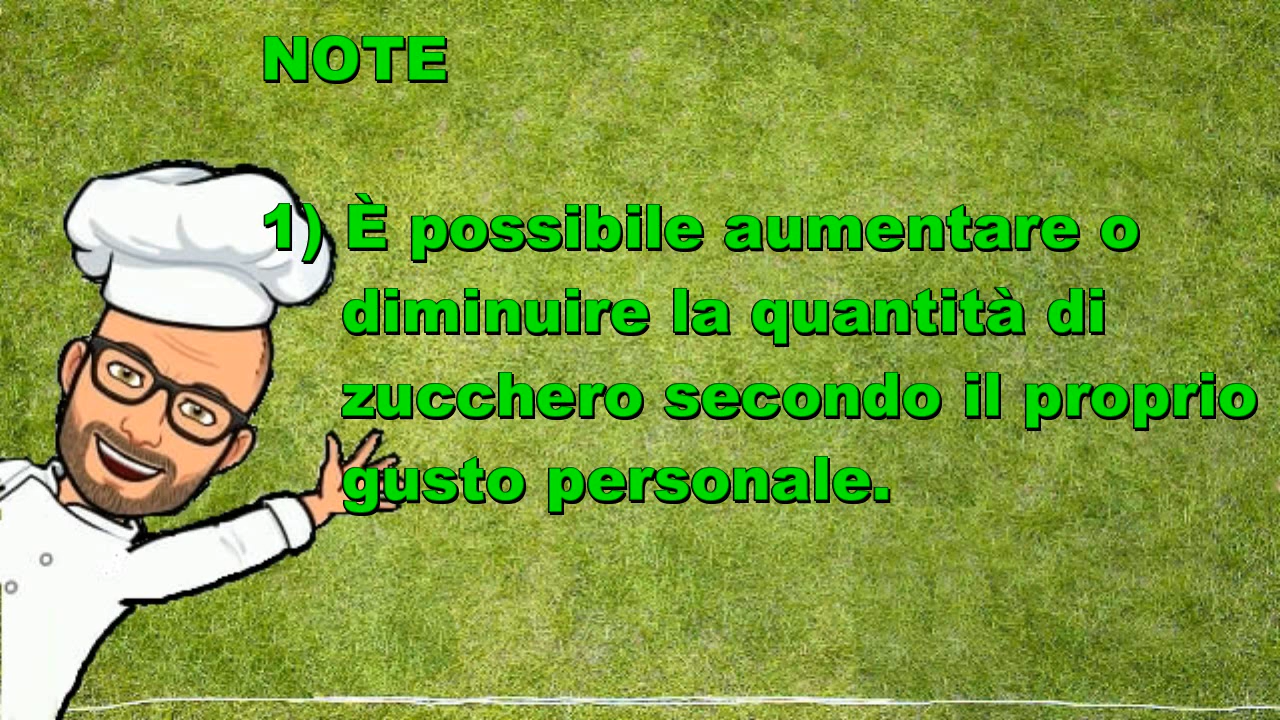 NOTE
1) È possibile aumentare o
diminuire la quantità di
zucchero secondo il proprio
gusto personale.